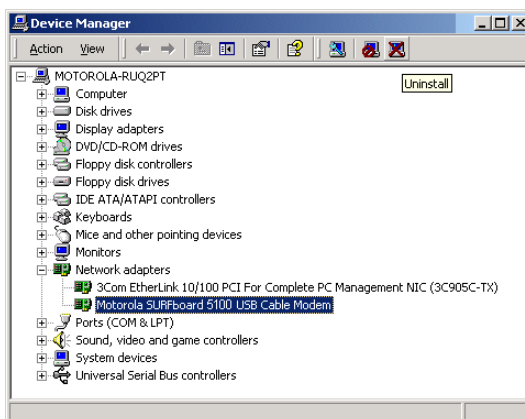 Device Manager
Action View
Uninstall
MOTOROLA-RUQ2PT
Computer
Disk drives
Display adapters
DVD/CD-ROM drives
Floppy disk controllers
Floppy disk drives
IDE ATA/ATAPI controllers
Keyboards
Mice and other pointing devices
Monitors
Network adapters
3Com EtherLink 10/100 PCI For Complete PC Management NIC (3C905C-TX)
Motorola SURFboard 5100 USB Cable Modem
Ports (COM & LPT)
Sound, video and game controllers
System devices
Universal Serial Bus controllers